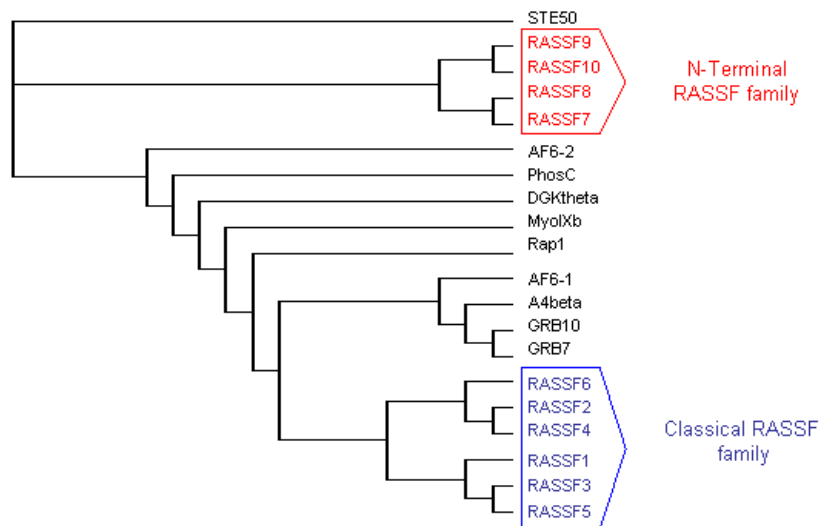 STE50
RASSF9
RASSF10
RASSF8
RASSF7
N-Terminal
RASSF family
AF6-2
PhosC
DGKtheta
MyoIXb
Rap1
AF6-1
A4beta
GRB10
GRB7
RASSF6
RASSF2
RASSF4
RASSF1
RASSF3
RASSF5
Classical RASSF
family